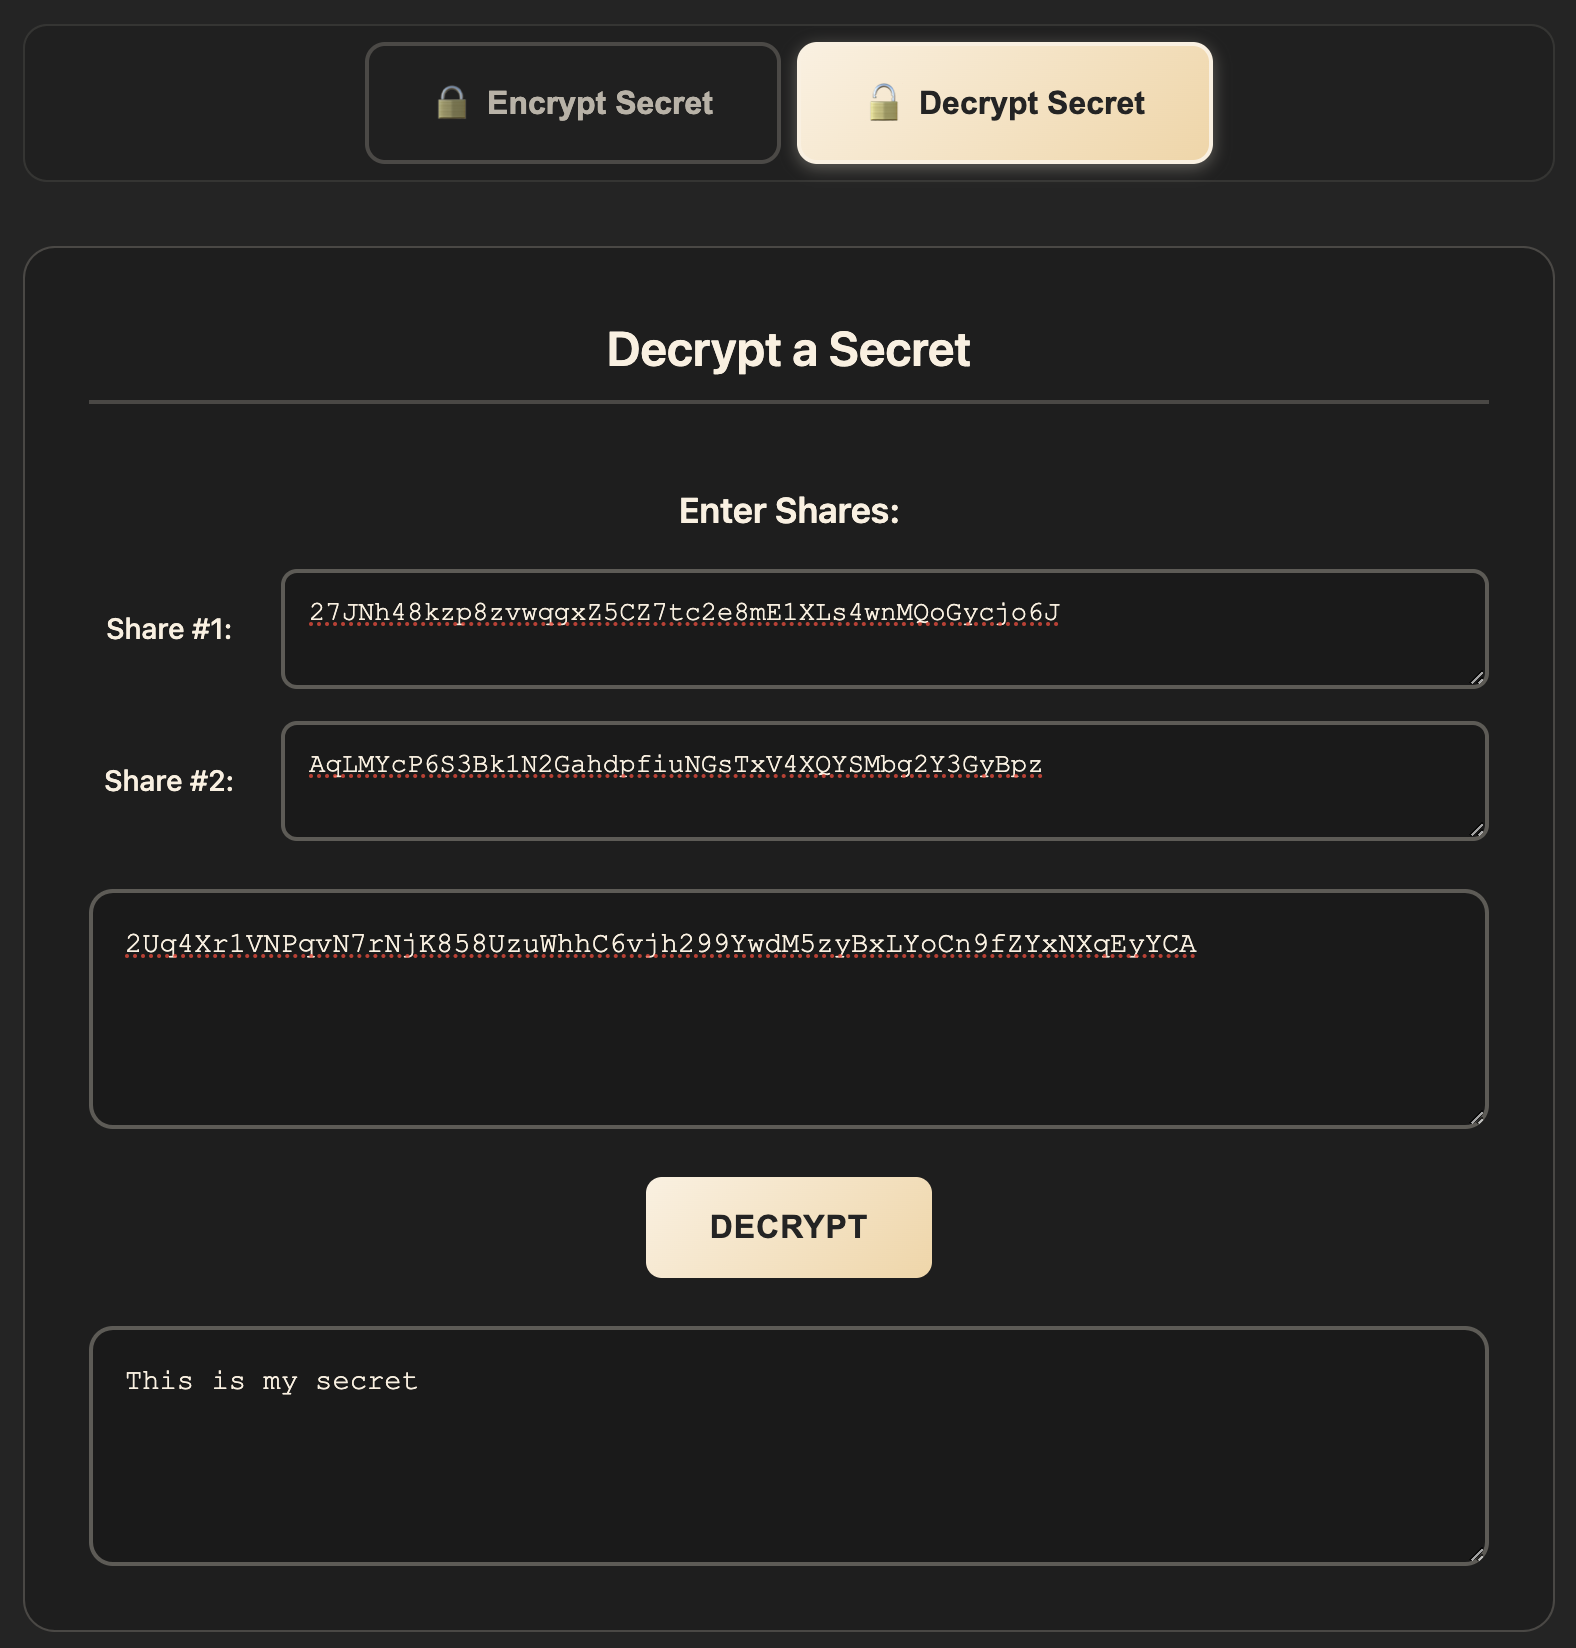 Encrypt Secret
Decrypt Secret
Decrypt a Secret
Enter Shares:
Share #1:
27JNh48kzp8zvwqgxZ5CZ7tc2e8mE1XLs4wnMQoGycjo6J
Share #2:
AqLMYcP6S3Bk1N2GahdpfiuNGsTxV4XQYSMbg2Y3GyBpz
2Uq4Xr1VNPqvN7rNjK858UzuWhhC6vjh299YwdM5zyBxLYoCn9fZYxNXqEyYCA
DECRYPT
This is my secret